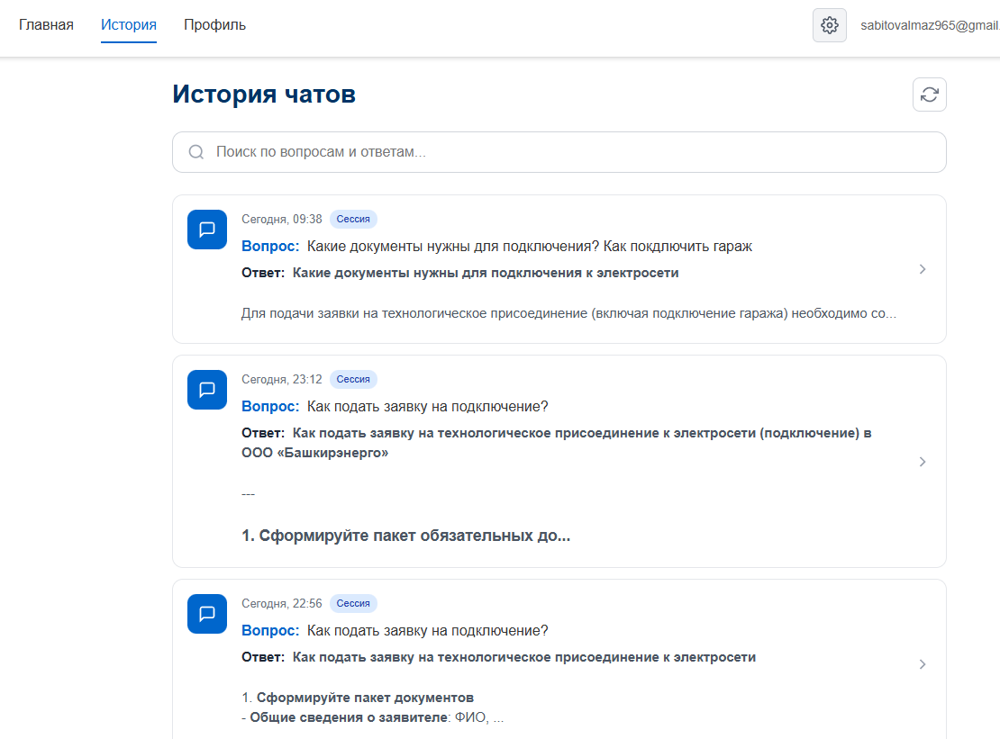 Главная История Профиль sabitovalmaz965@gmail.
История чатов
Поиск по вопросам и ответам...
Сегодня, 09:38 Сессия
Вопрос: Какие документы нужны для подключения? Как покдлючить гараж
Ответ: Какие документы нужны для подключения к электросети
Для подачи заявки на технологическое присоединение (включая подключение гаража) необходимо со...
Сегодня, 23:12 Сессия
Вопрос: Как подать заявку на подключение?
Ответ: Как подать заявку на технологическое присоединение к электросети (подключение) в
ООО «Башкирэнерго»
---
1. Сформируйте пакет обязательных до...
Сегодня, 22:56 Сессия
Вопрос: Как подать заявку на подключение?
Ответ: Как подать заявку на технологическое присоединение к электросети
1. Сформируйте пакет документов
- Общие сведения о заявителе: ФИО, ...